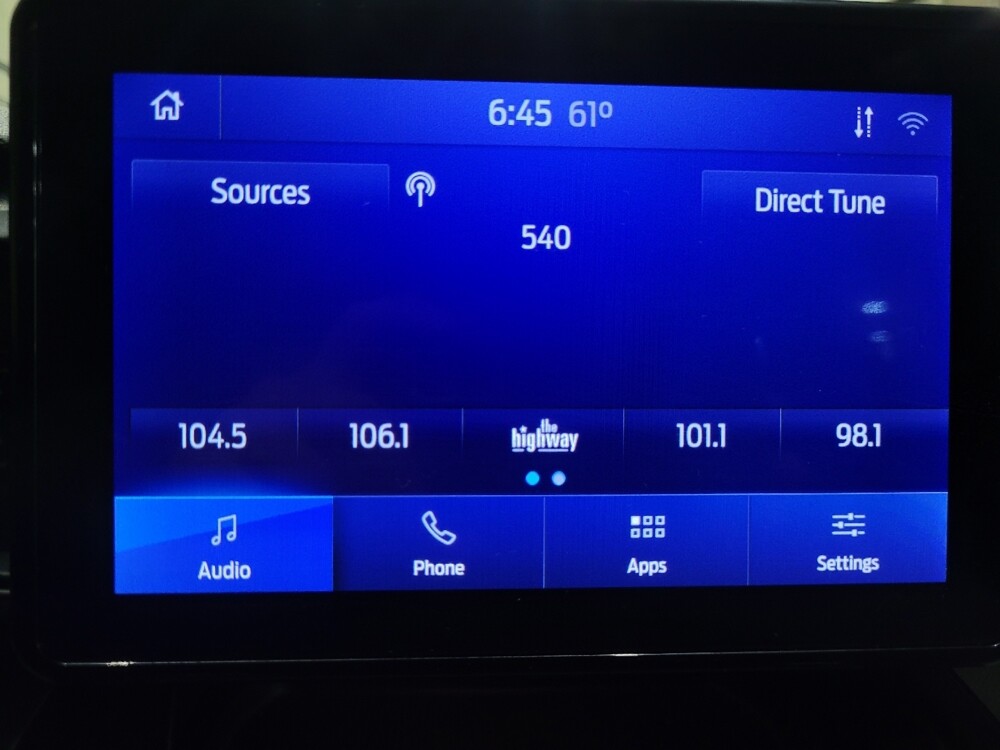 6:45 61°
Sources
Direct Tune
540
104.5 106.1 the highway 101.1 98.1
Audio Phone Apps Settings